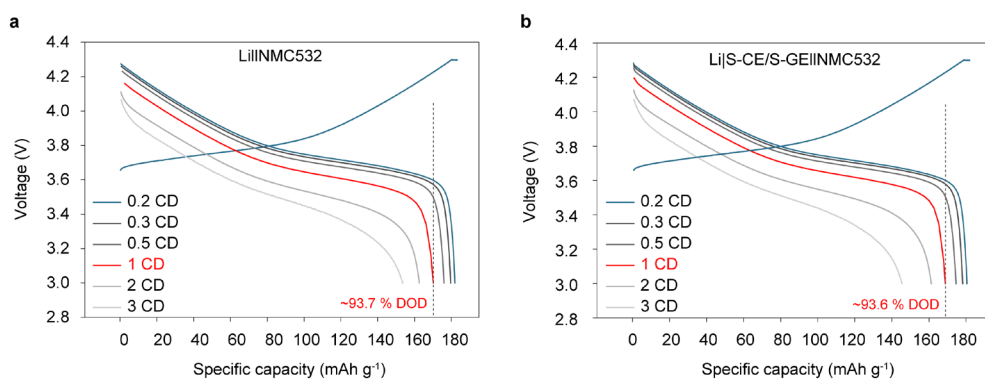 a
LillNMC532
Voltage (V)
4.4
4.2
4.0
3.8
3.6
3.4
3.2
3.0
2.8
0.2 CD
0.3 CD
0.5 CD
1 CD
2 CD
3 CD
~93.7 % DOD
0 20 40 60 80 100 120 140 160 180
Specific capacity (mAh g⁻¹)
b
Li|S-CE/S-GEllNMC532
Voltage (V)
4.4
4.2
4.0
3.8
3.6
3.4
3.2
3.0
2.8
0.2 CD
0.3 CD
0.5 CD
1 CD
2 CD
3 CD
~93.6 % DOD
0 20 40 60 80 100 120 140 160 180
Specific capacity (mAh g⁻¹)